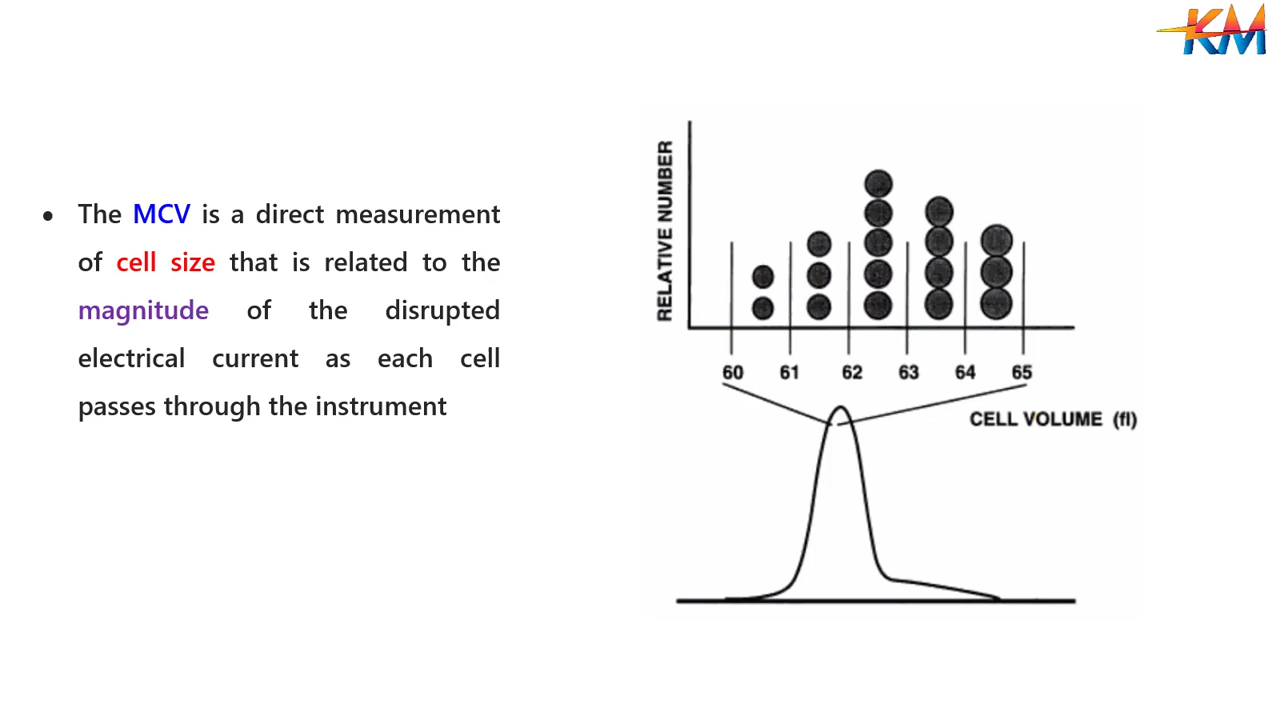 KM
• The MCV is a direct measurement
of cell size that is related to the
magnitude of the disrupted
electrical current as each cell
passes through the instrument
RELATIVE NUMBER
60 61 62 63 64 65
CELL VOLUME (fl)